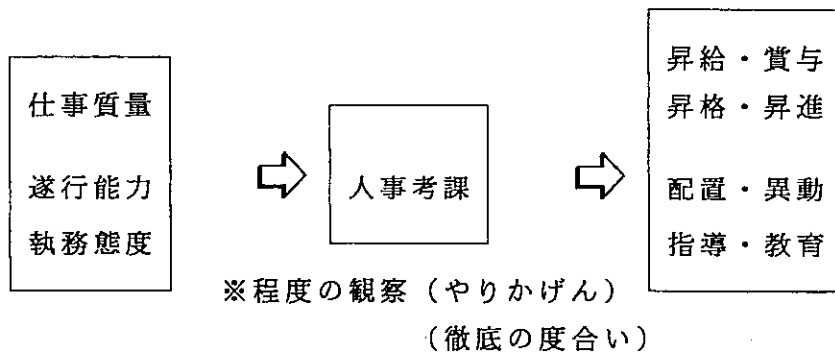 仕事質量
遂行能力
執務態度
人事考課
※程度の観察（やりかげん）
（徹底の度合い）
昇給・賞与
昇格・昇進
配置・異動
指導・教育